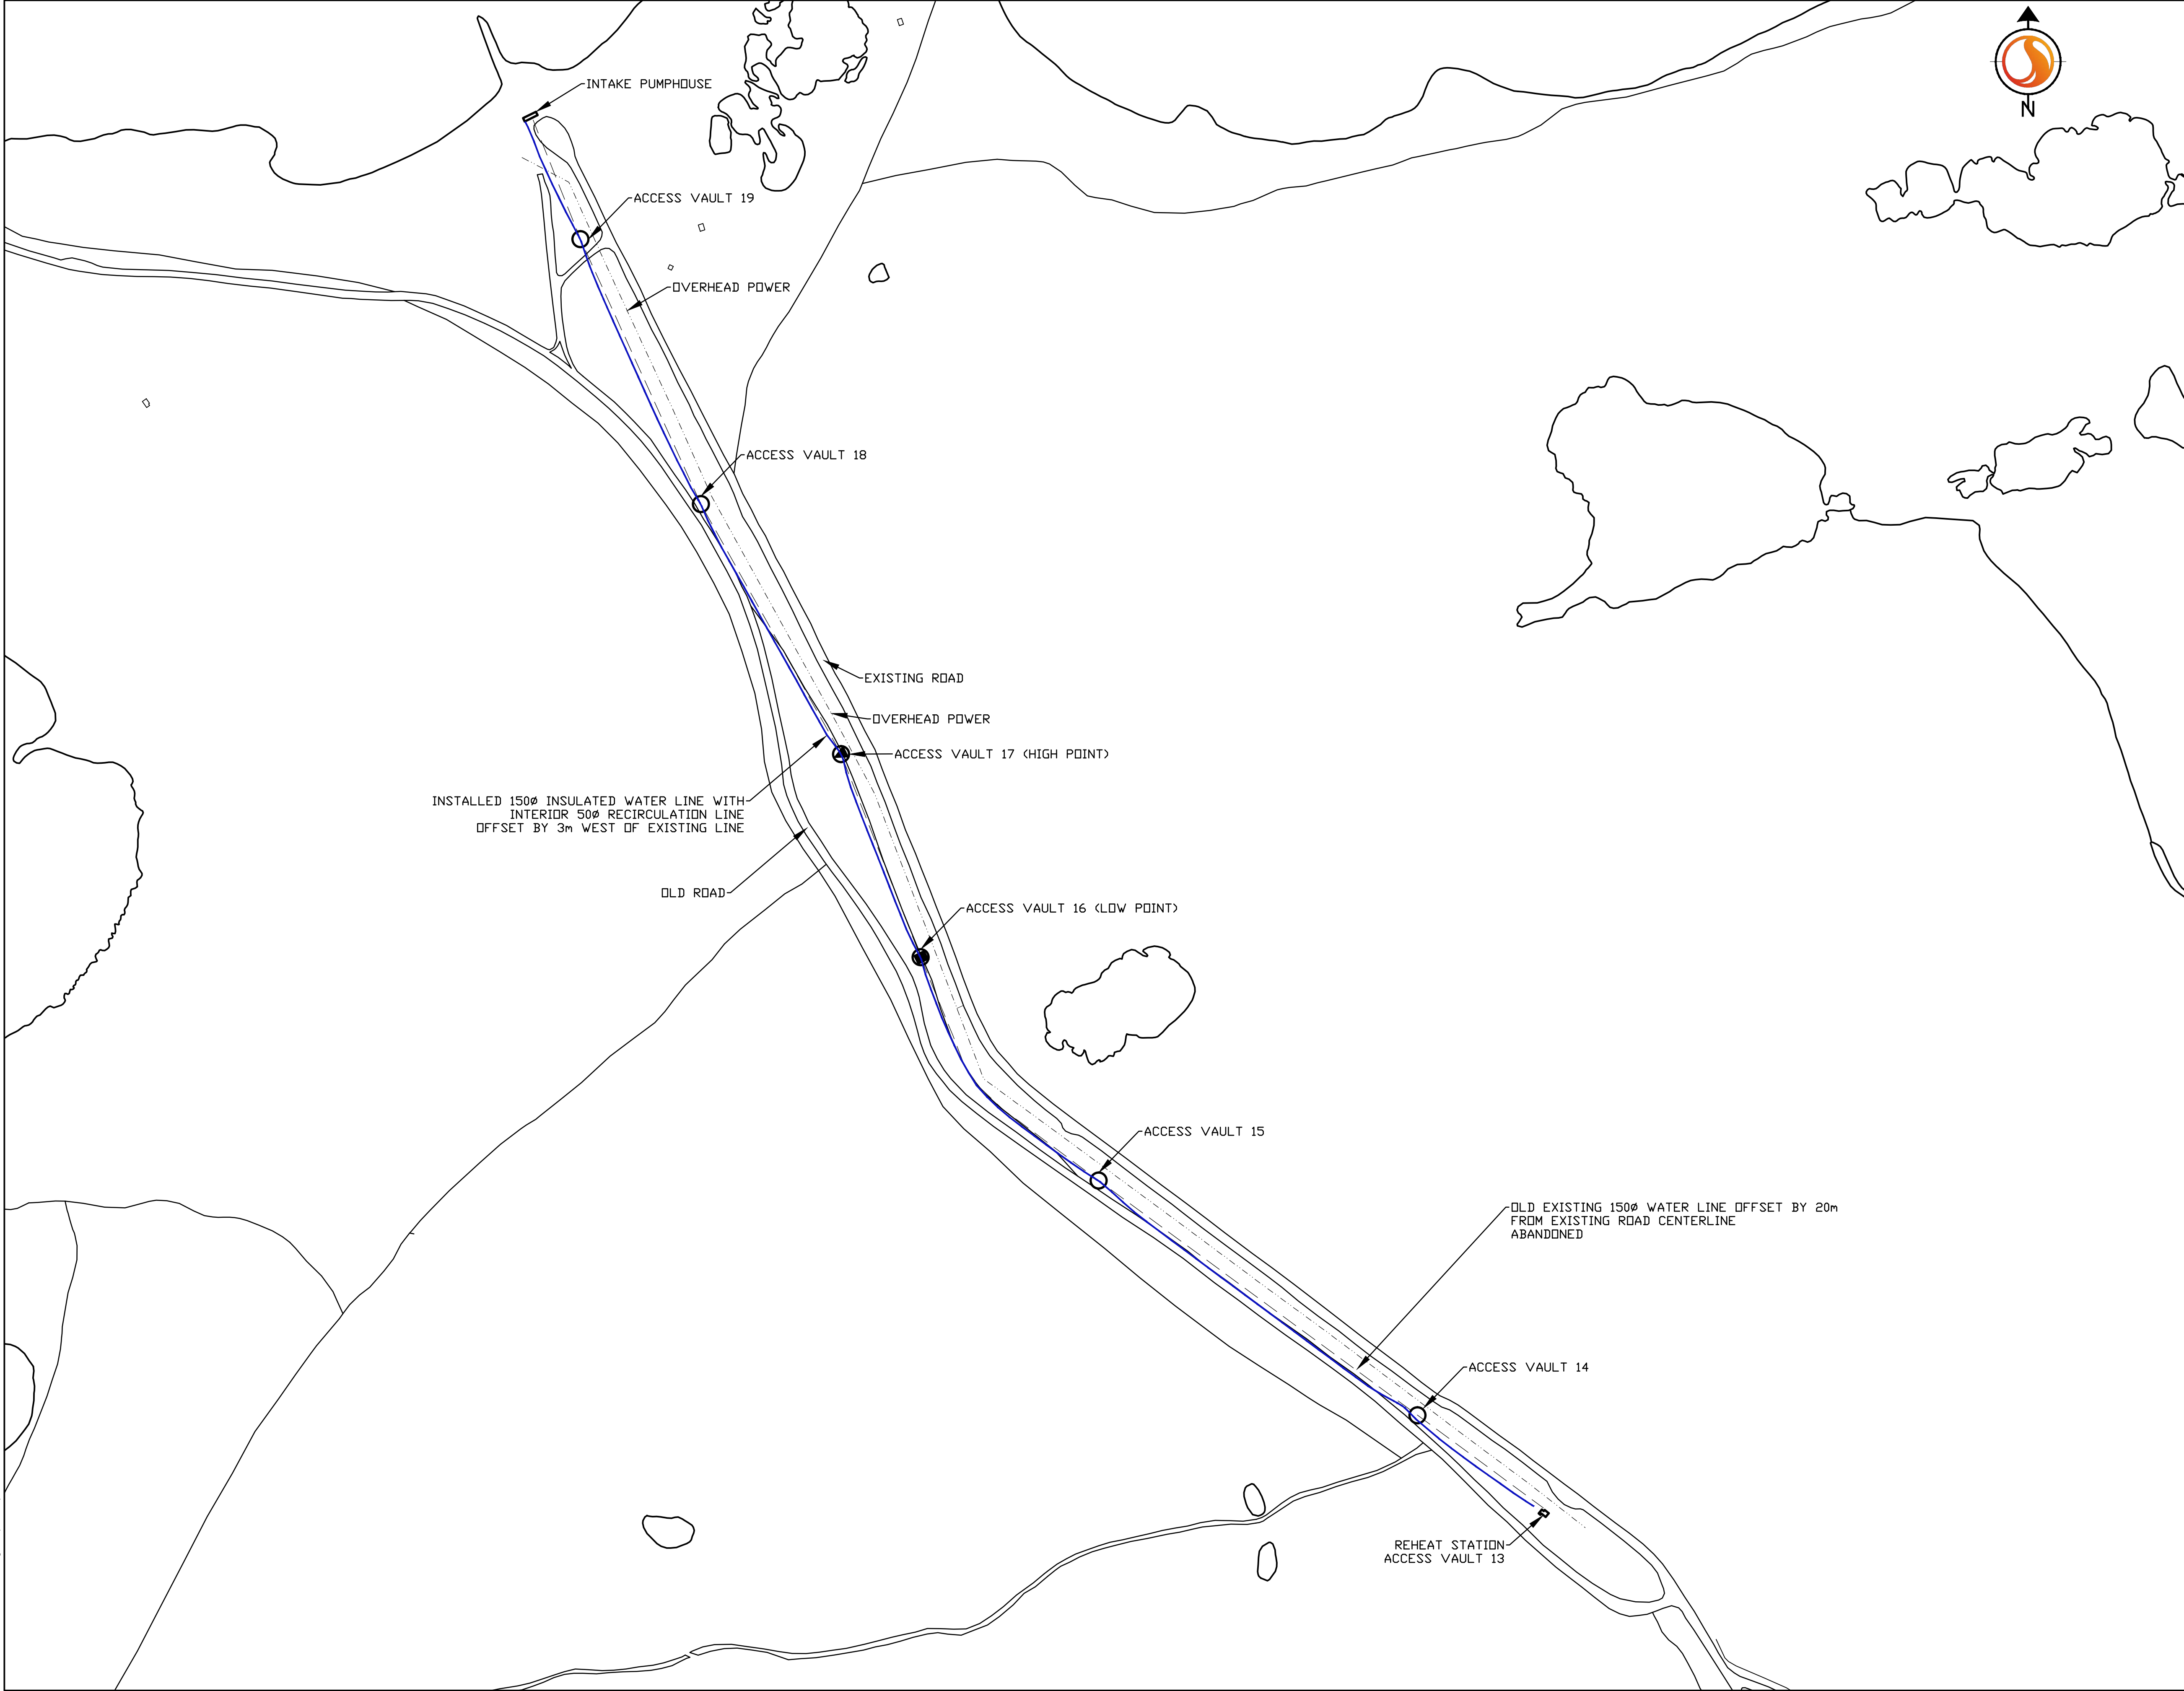 N
INTAKE PUMPHOUSE
ACCESS VAULT 19
OVERHEAD POWER
ACCESS VAULT 18
EXISTING ROAD
OVERHEAD POWER
ACCESS VAULT 17 (HIGH POINT)
INSTALLED 150Ø INSULATED WATER LINE WITH
INTERIOR 50Ø RECIRCULATION LINE
OFFSET BY 3m WEST OF EXISTING LINE
OLD ROAD
ACCESS VAULT 16 (LOW POINT)
ACCESS VAULT 15
OLD EXISTING 150Ø WATER LINE OFFSET BY 20m
FROM EXISTING ROAD CENTERLINE
ABANDONED
ACCESS VAULT 14
REHEAT STATION
ACCESS VAULT 13